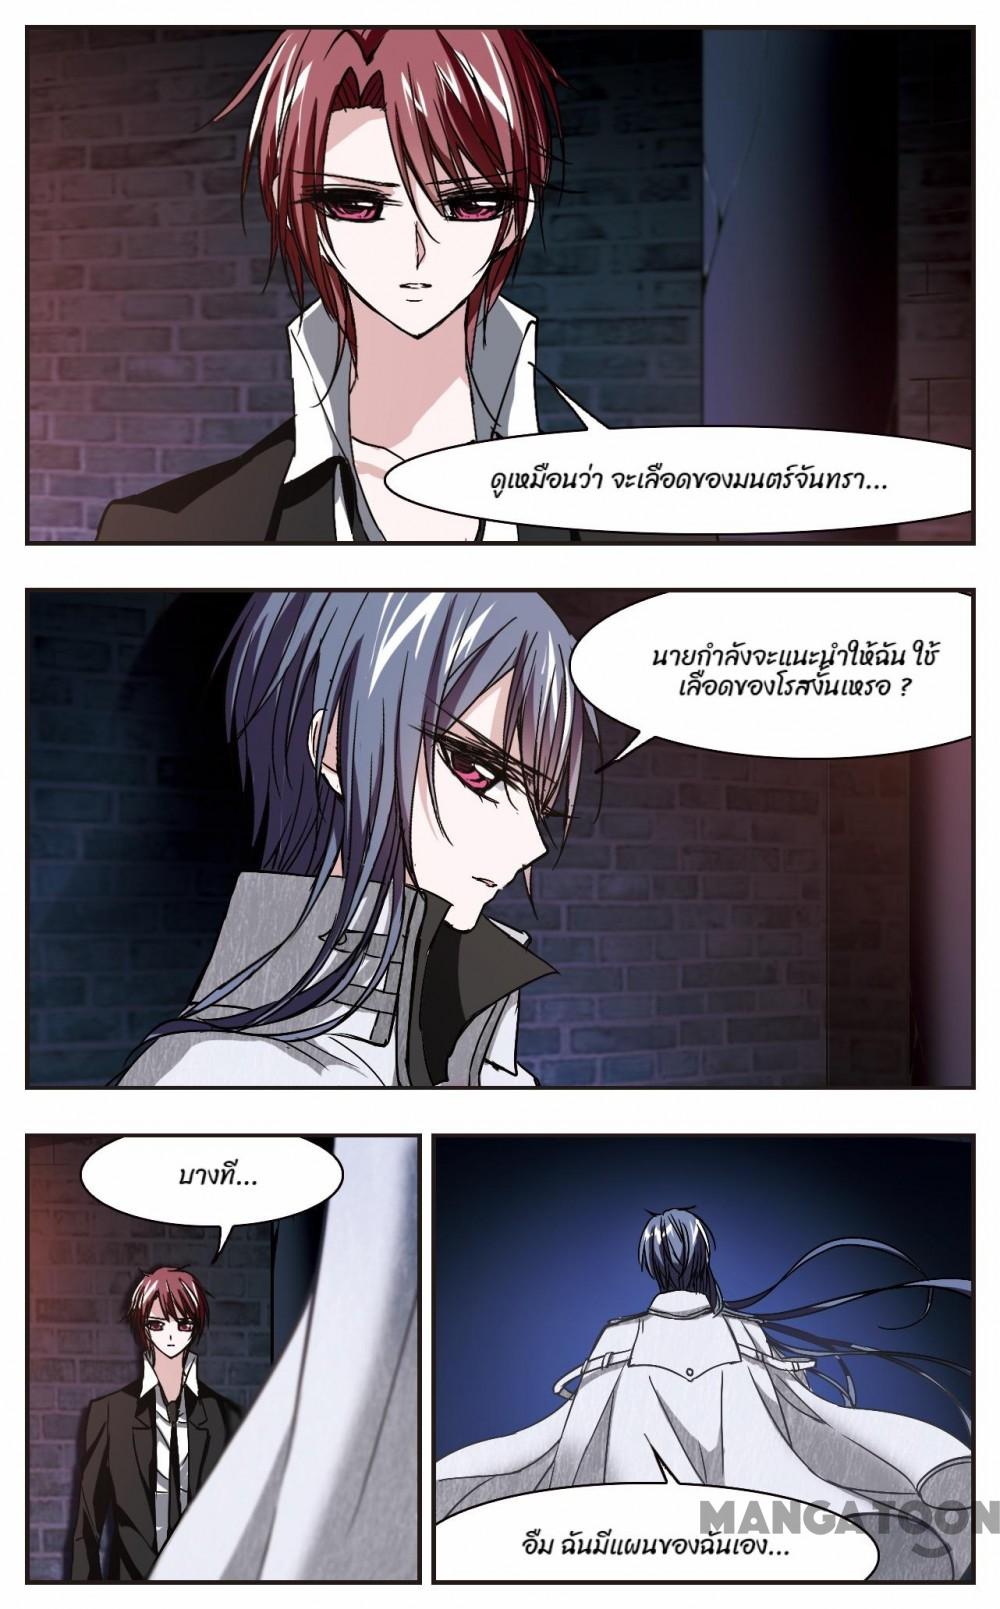 ดูเหมือนว่า จะเลือดของมนตร์จันทรา...
นายกำลังจะแนะนำให้ฉัน ใช้
เลือดของโรสงั้นเหรอ ?
บางที...
อืม ฉันมีแผนของฉันเอง...
MANGATOON